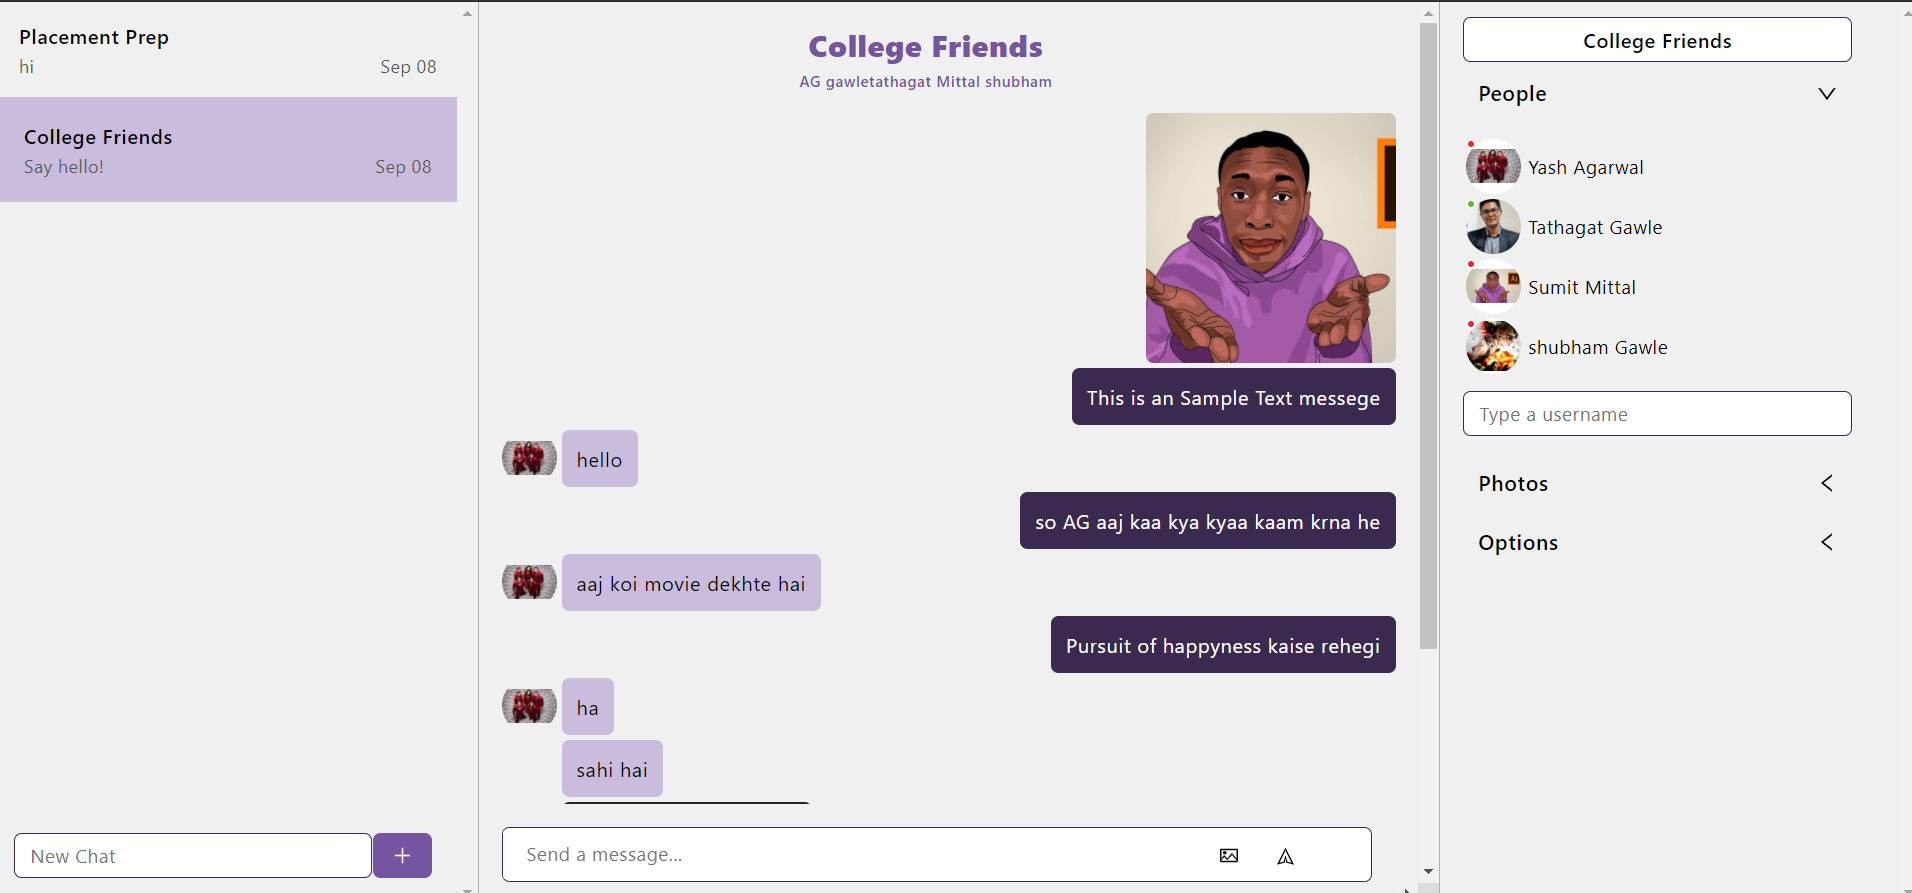 Placement Prep
hi Sep 08
College Friends
Say hello! Sep 08
New Chat
+
College Friends
AG gawletathagat Mittal shubham
This is an Sample Text messege
hello
so AG aaj kaa kya kyaa kaam krna he
aaj koi movie dekhte hai
Pursuit of happyness kaise rehegi
ha
sahi hai
Send a message...
College Friends
People
Yash Agarwal
Tathagat Gawle
Ai
Sumit Mittal
shubham Gawle
Type a username
Photos
Options